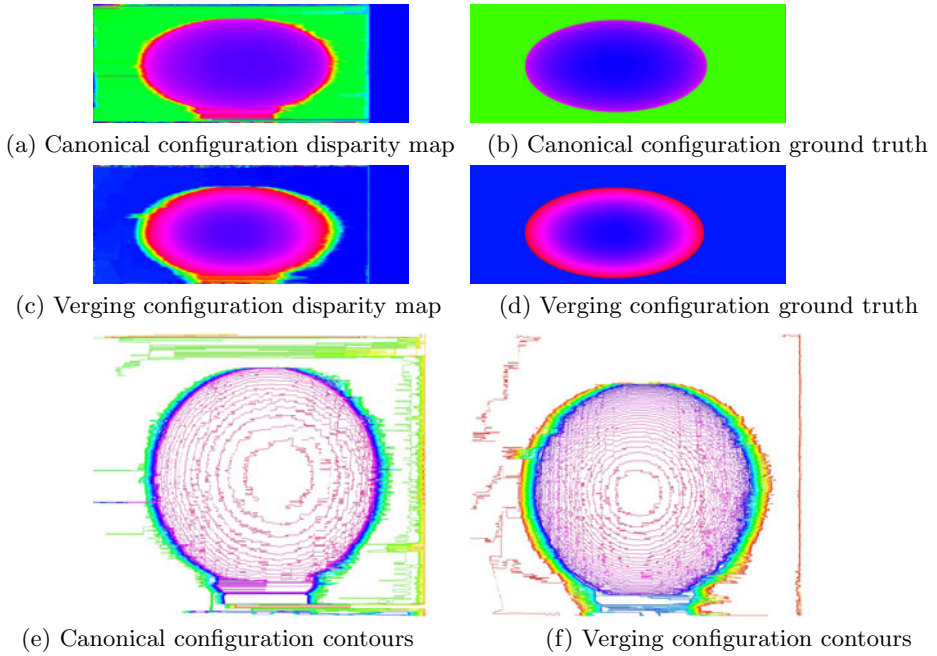 (a) Canonical configuration disparity map
(b) Canonical configuration ground truth
(c) Verging configuration disparity map
(d) Verging configuration ground truth
(e) Canonical configuration contours
(f) Verging configuration contours